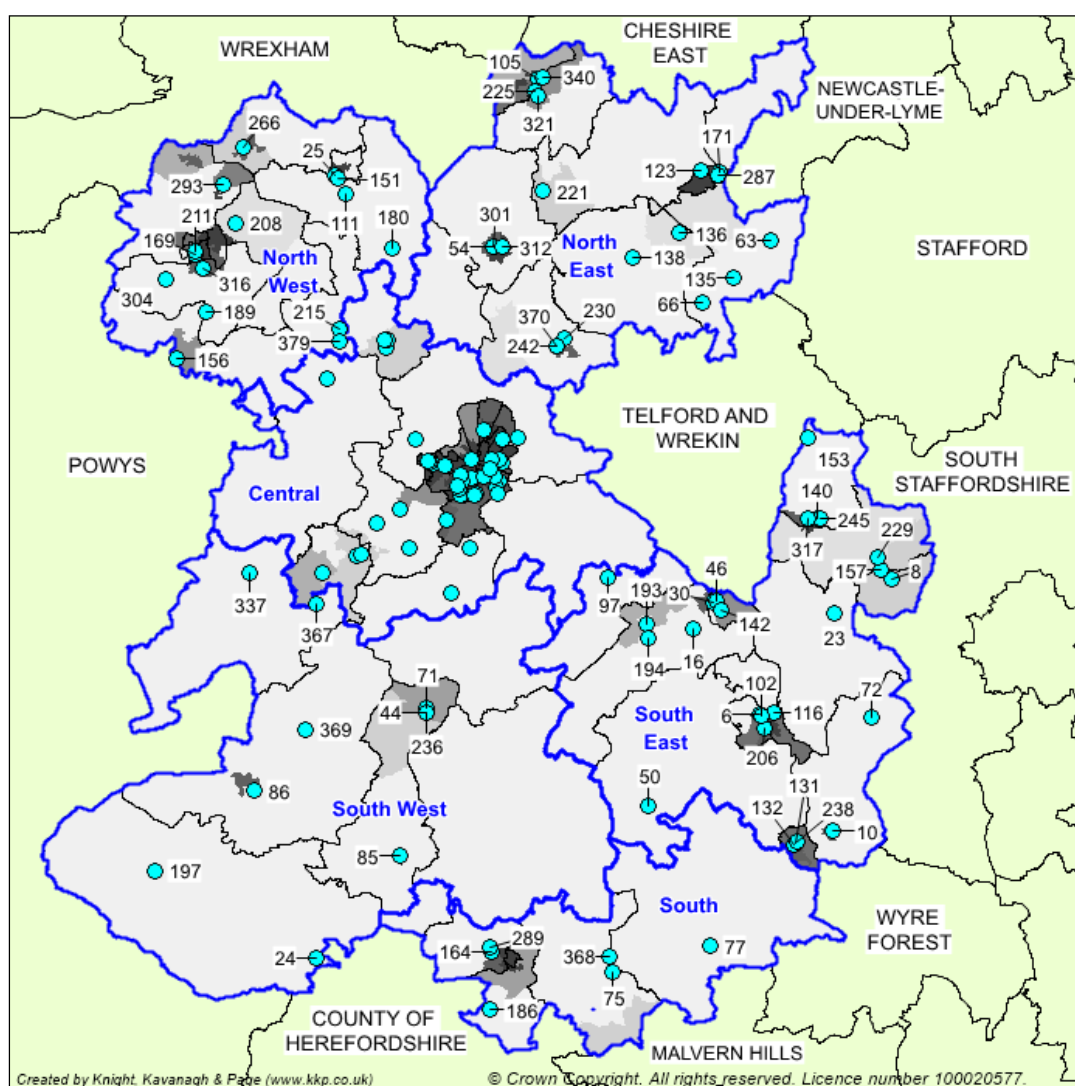 WREXHAM
CHESHIRE
EAST
NEWCASTLE-
UNDER-LYME
105
340
225
321
266
25
151
111
293
211
208
169
180
North
West
304
316
189
215
379
156
171
123
287
221
301
54
312
North
East
136
138
63
135
66
370
230
242
STAFFORD
TELFORD AND
WREKIN
POWYS
Central
SOUTH
STAFFORDSHIRE
153
140
245
317
229
157
8
46
193
30
97
142
23
194
16
337
367
71
44
236
102
116
72
6
206
South
East
369
86
50
131
132
238
10
South West
85
197
South
WYRE
FOREST
289
164
368
77
24
75
186
COUNTY OF
HEREFORDSHIRE
MALVERN HILLS
Created by Knight, Kavanagh & Page (www.kkp.co.uk)
© Crown Copyright. All rights reserved. Licence number 100020577.